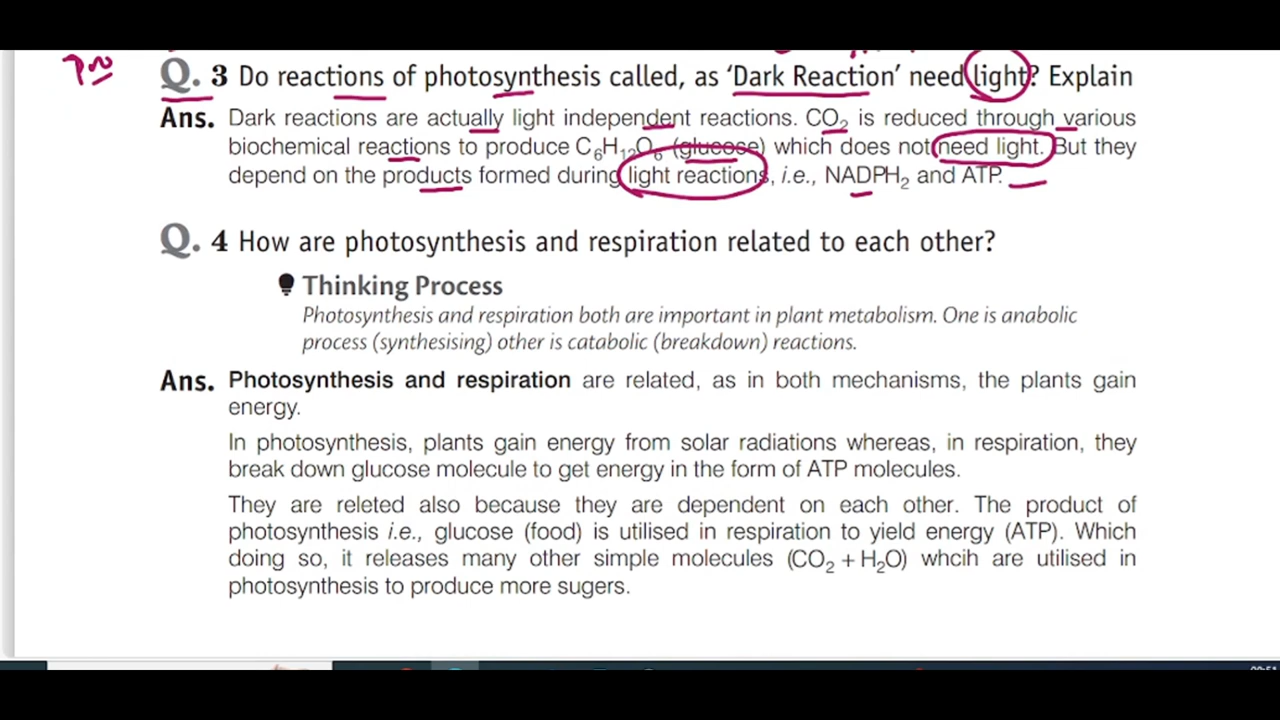 Q. 3 Do reactions of photosynthesis called, as ‘Dark Reaction’ need light? Explain
Ans. Dark reactions are actually light independent reactions. CO₂ is reduced through various
biochemical reactions to produce C₆H₁₂O₆ (glucose) which does not need light. But they
depend on the products formed during light reactions, i.e., NADPH₂ and ATP.
Q. 4 How are photosynthesis and respiration related to each other?
Thinking Process
Photosynthesis and respiration both are important in plant metabolism. One is anabolic
process (synthesising) other is catabolic (breakdown) reactions.
Ans. Photosynthesis and respiration are related, as in both mechanisms, the plants gain
energy.
In photosynthesis, plants gain energy from solar radiations whereas, in respiration, they
break down glucose molecule to get energy in the form of ATP molecules.
They are releted also because they are dependent on each other. The product of
photosynthesis i.e., glucose (food) is utilised in respiration to yield energy (ATP). Which
doing so, it releases many other simple molecules (CO₂ + H₂O) whcih are utilised in
photosynthesis to produce more sugers.